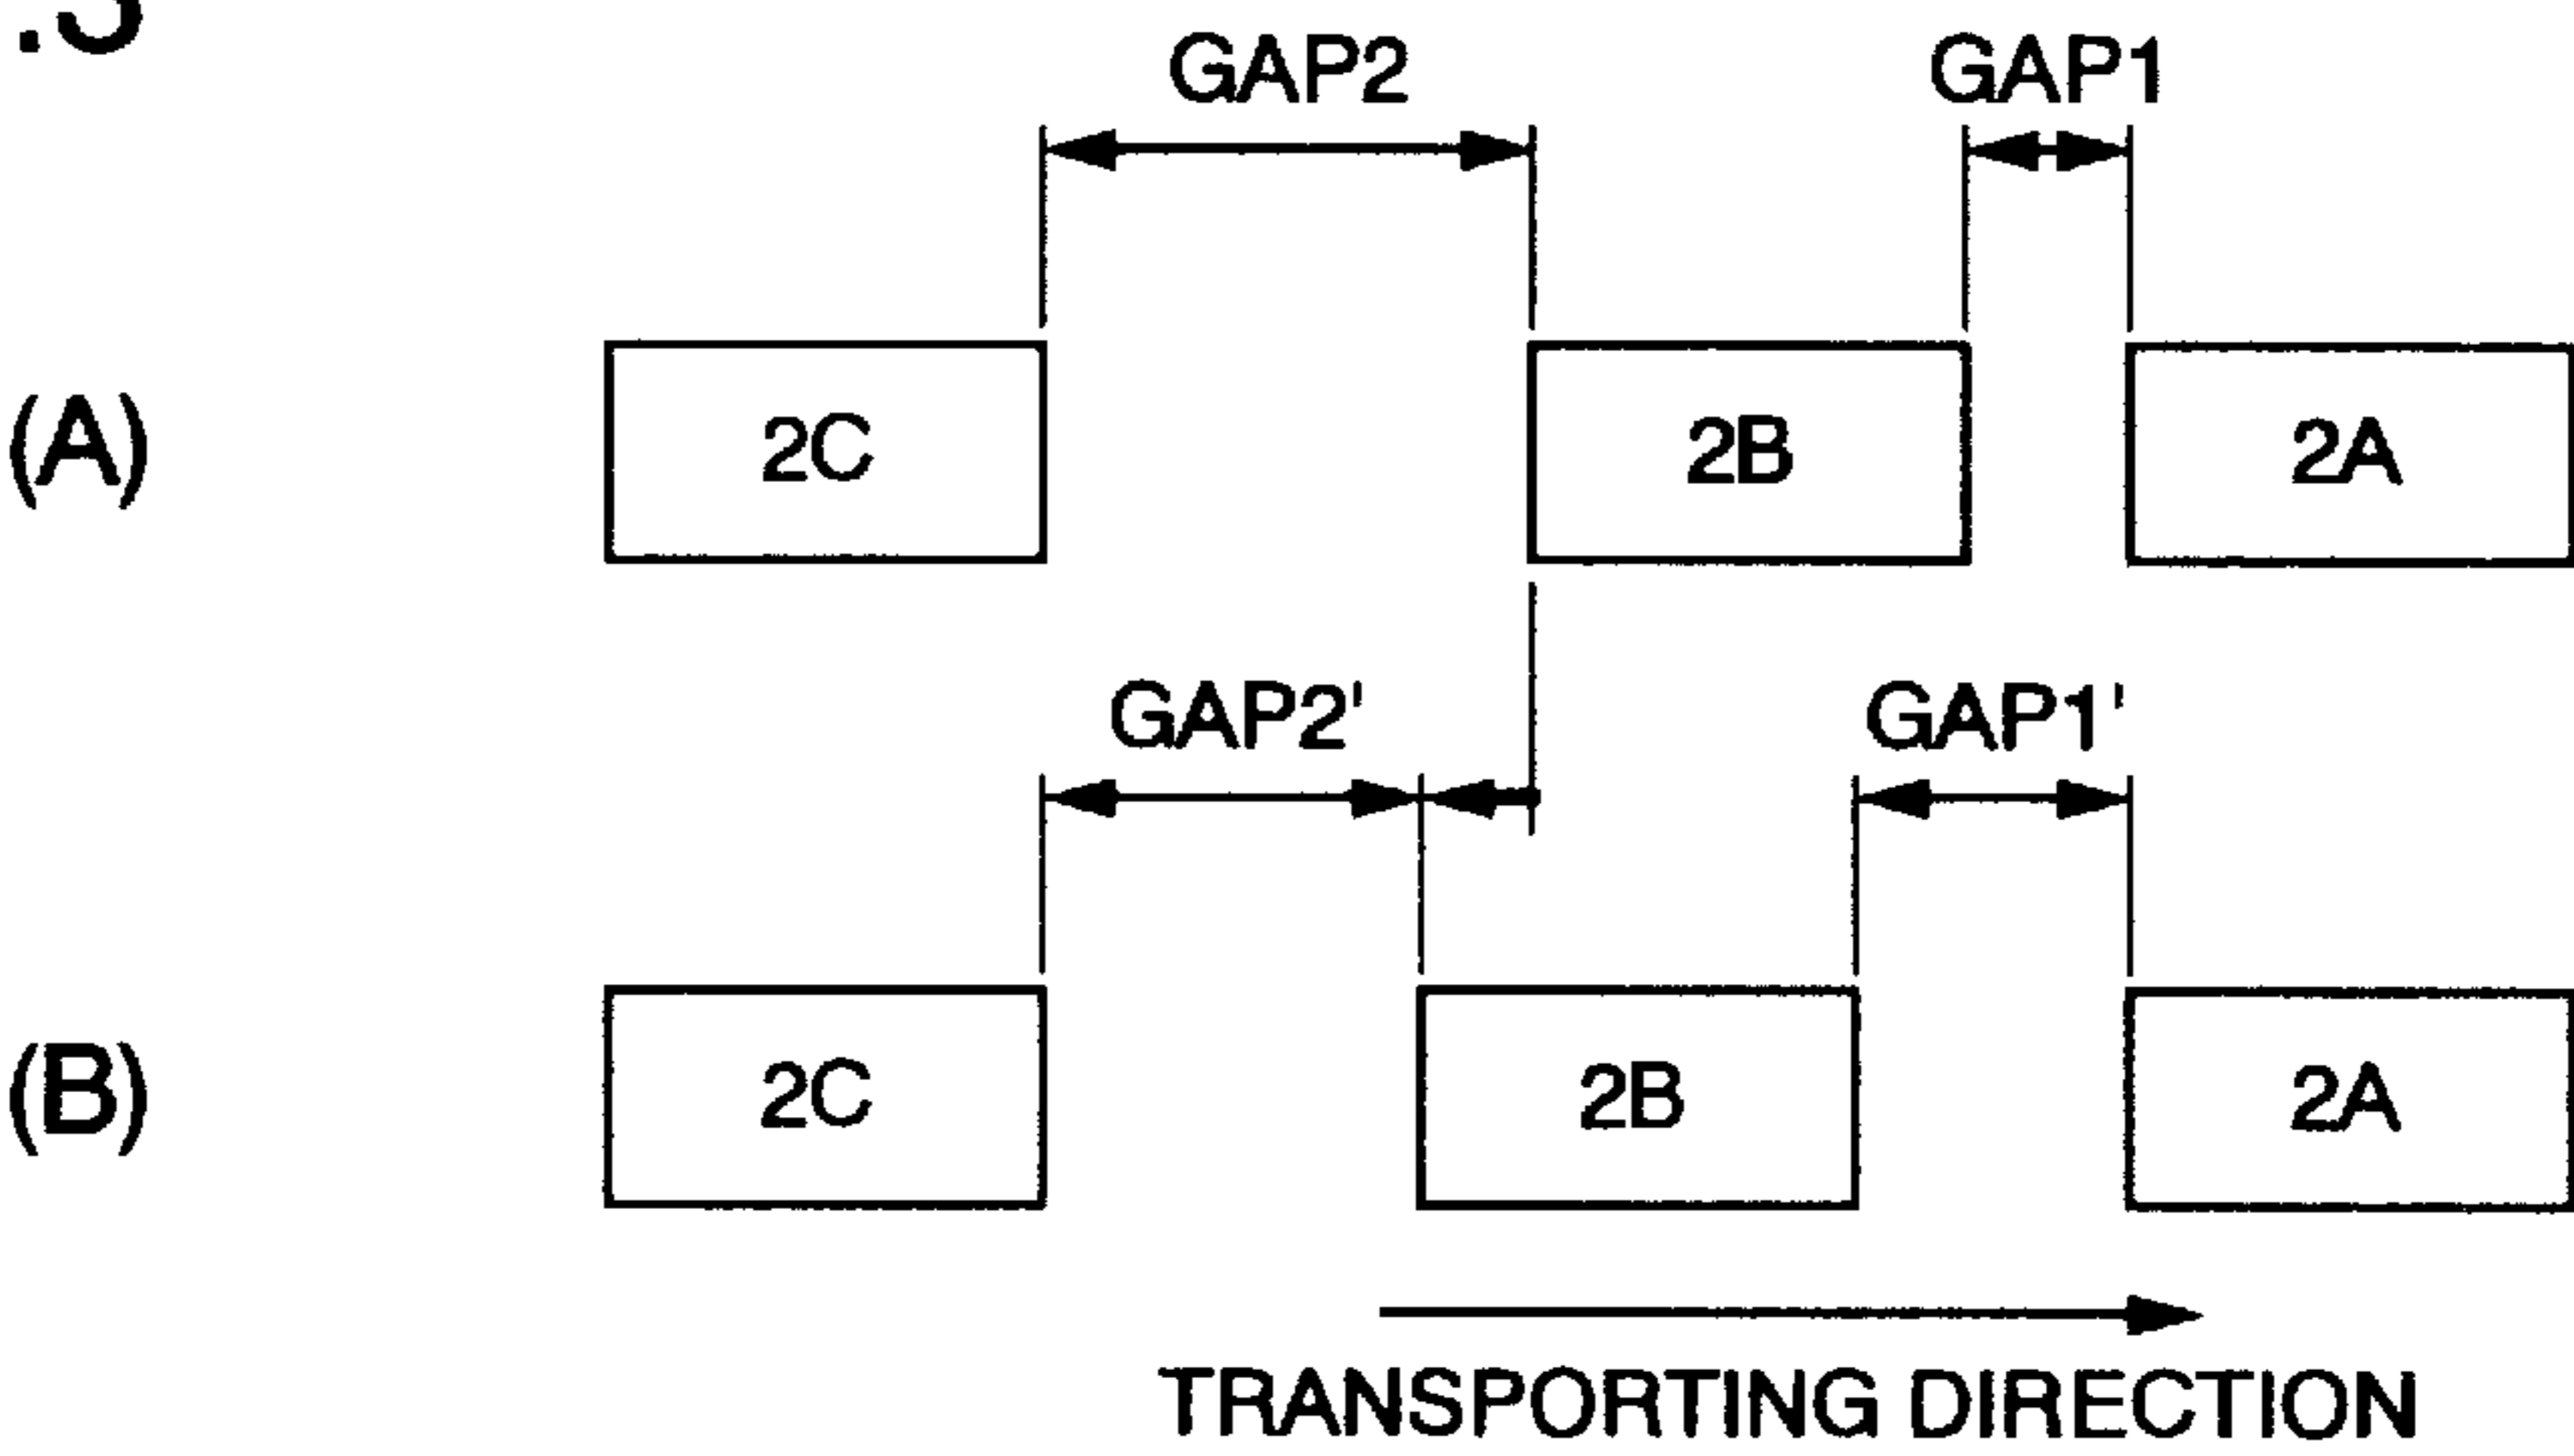 GAP2 GAP1
(A) 2C 2B 2A
GAP2' GAP1'
(B) 2C 2B 2A
TRANSPORTING DIRECTION